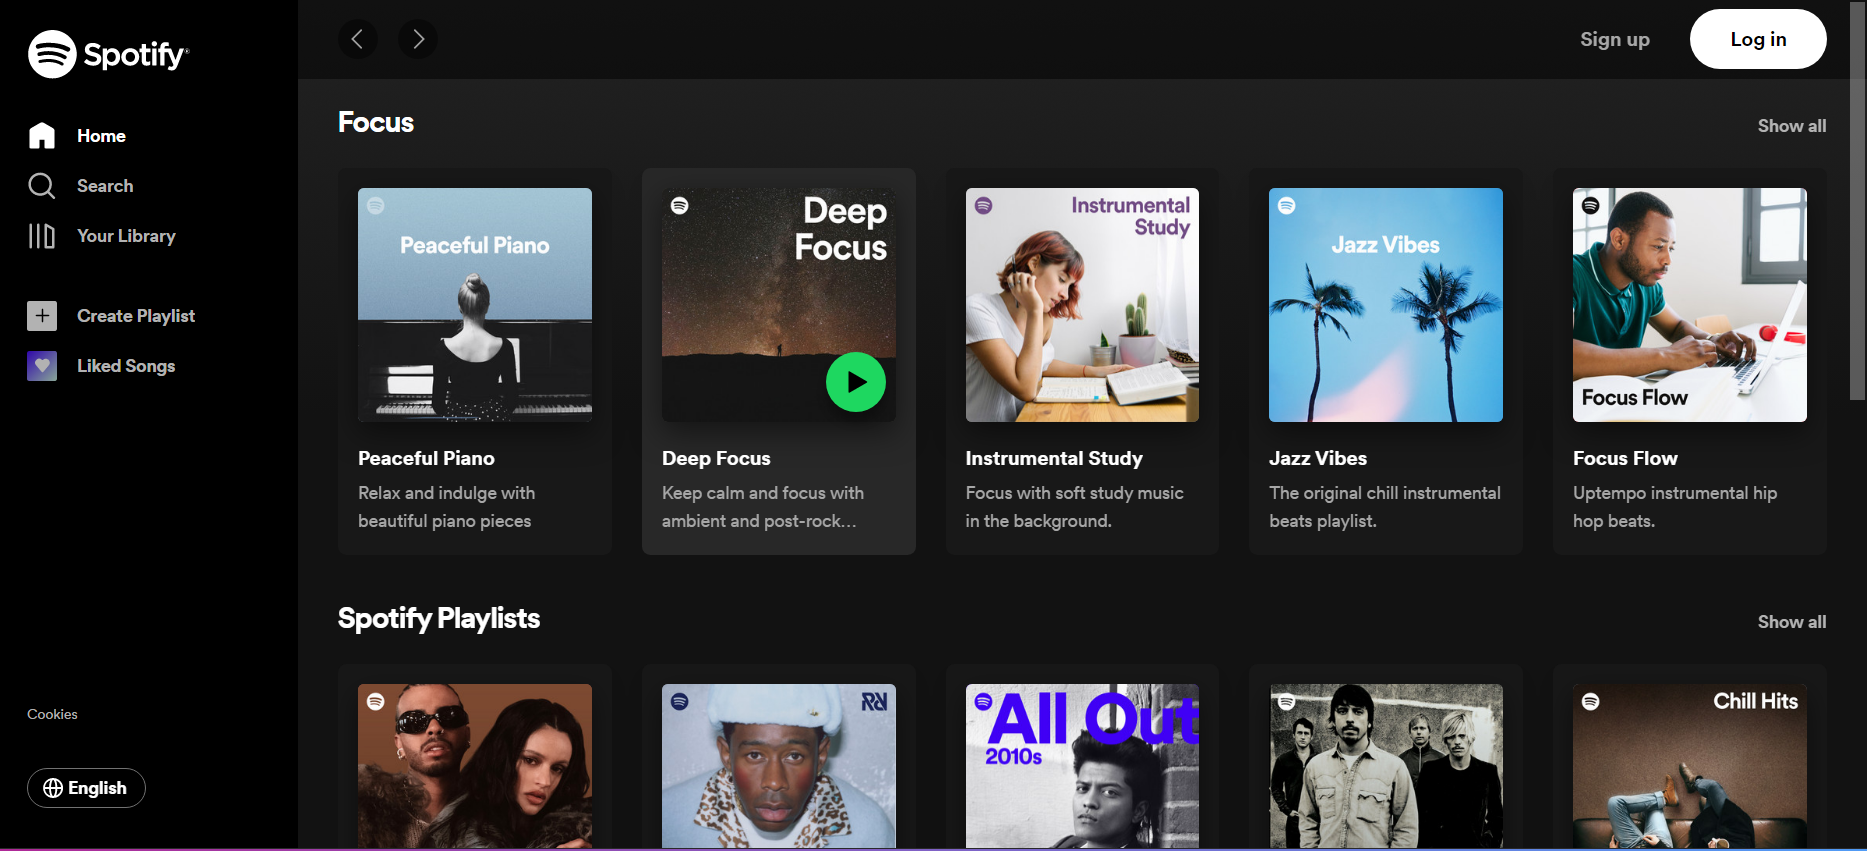 Spotify
Home
Search
Your Library
Create Playlist
Liked Songs
Cookies
English
Sign up
Log in
Focus
Show all
Peaceful Piano
Peaceful Piano
Relax and indulge with
beautiful piano pieces
Deep
Focus
Deep Focus
Keep calm and focus with
ambient and post-rock...
Instrumental
Study
Instrumental Study
Focus with soft study music
in the background.
Jazz Vibes
Jazz Vibes
The original chill instrumental
beats playlist.
Focus Flow
Focus Flow
Uptempo instrumental hip
hop beats.
Spotify Playlists
Show all
All Out
2010s
Chill Hits